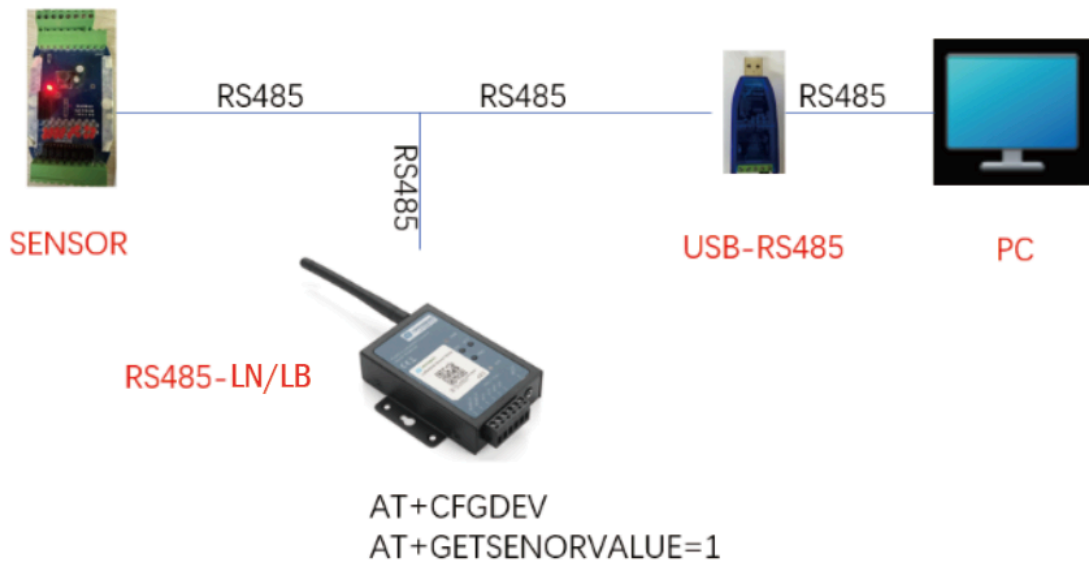 RS485
RS485
RS485
RS485
SENSOR
USB-RS485
PC
RS485-LN/LB
AT+CFGDEV
AT+GETSENORVALUE=1